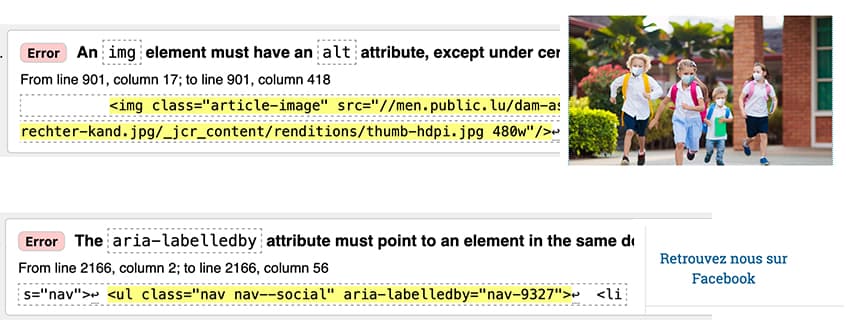 Error An img element must have an alt attribute, except under cer
From line 901, column 17; to line 901, column 418
<img class="article-image" src="//men.public.lu/dam-as
rechter-kand.jpg/_jcr_content/renditions/thumb-hdpi.jpg 480w"/>↩
Error The aria-labelledby attribute must point to an element in the same d
From line 2166, column 2; to line 2166, column 56
s="nav">↩ <ul class="nav nav--social" aria-labelledby="nav-9327">↩ <li
Retrouvez nous sur
Facebook